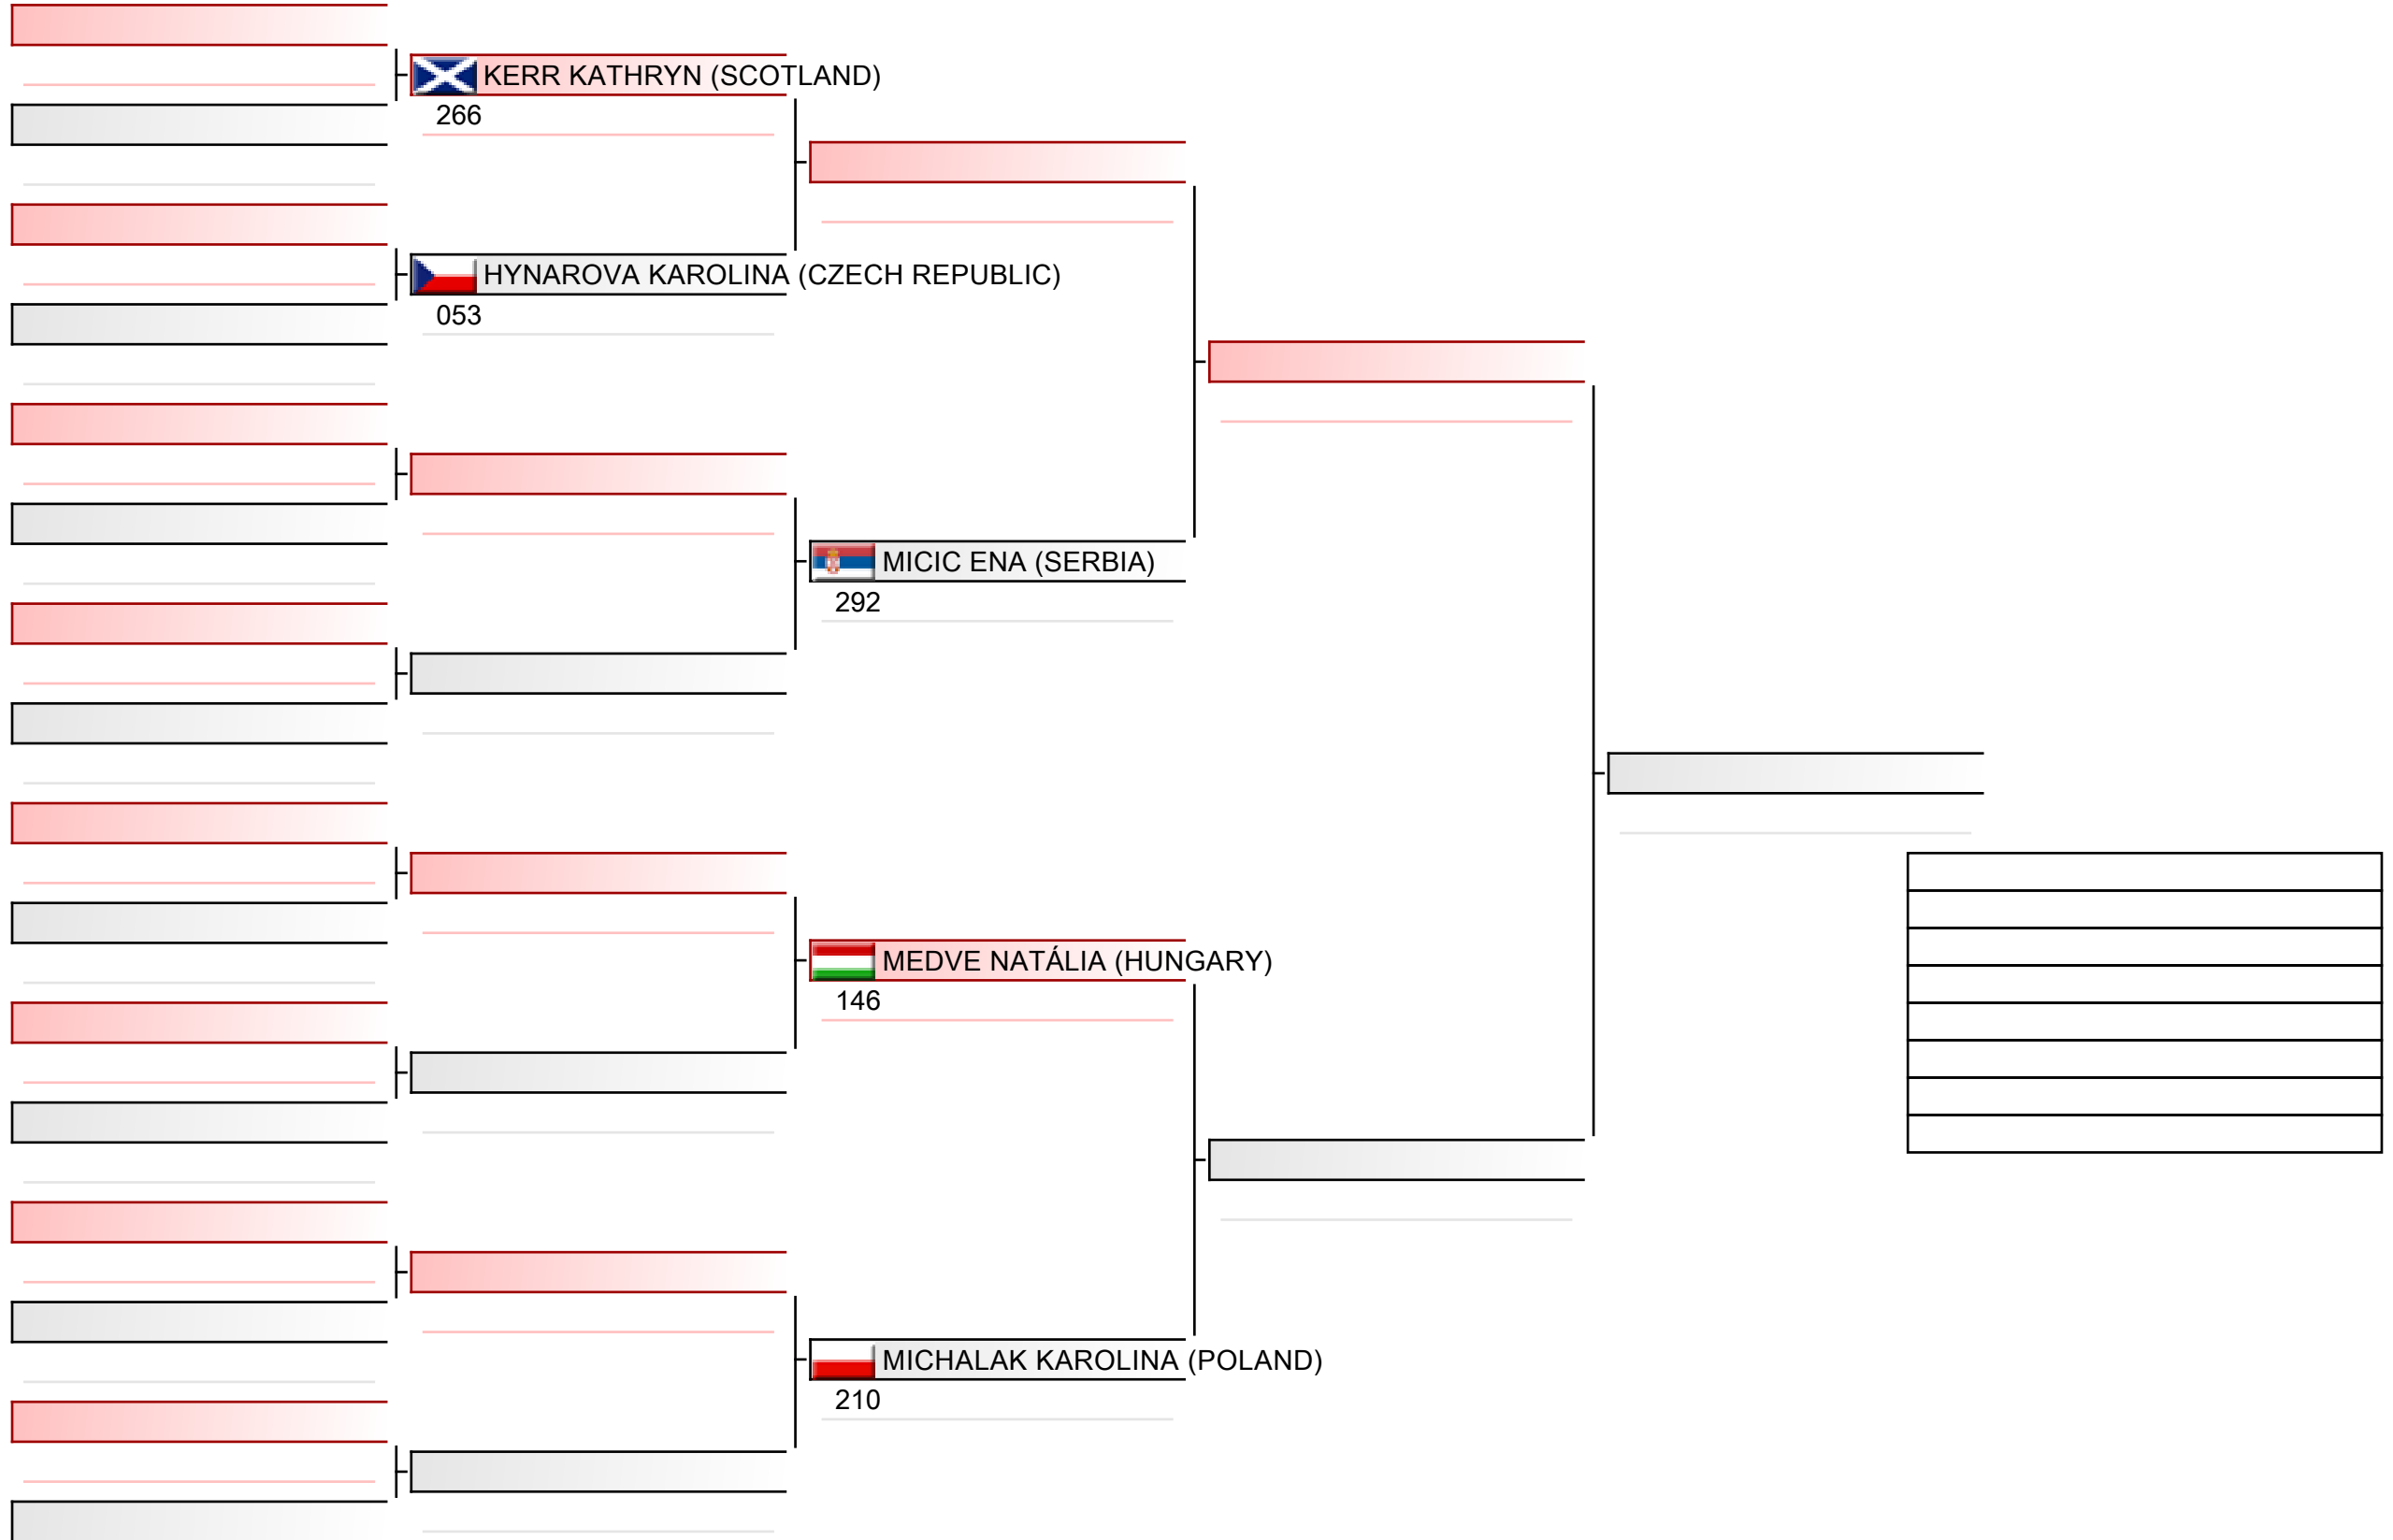 KERR KATHRYN (SCOTLAND)
266
HYNAROVA KAROLINA (CZECH REPUBLIC)
053
MICIC ENA (SERBIA)
292
MEDVE NATÁLIA (HUNGARY)
146
MICHALAK KAROLINA (POLAND)
210